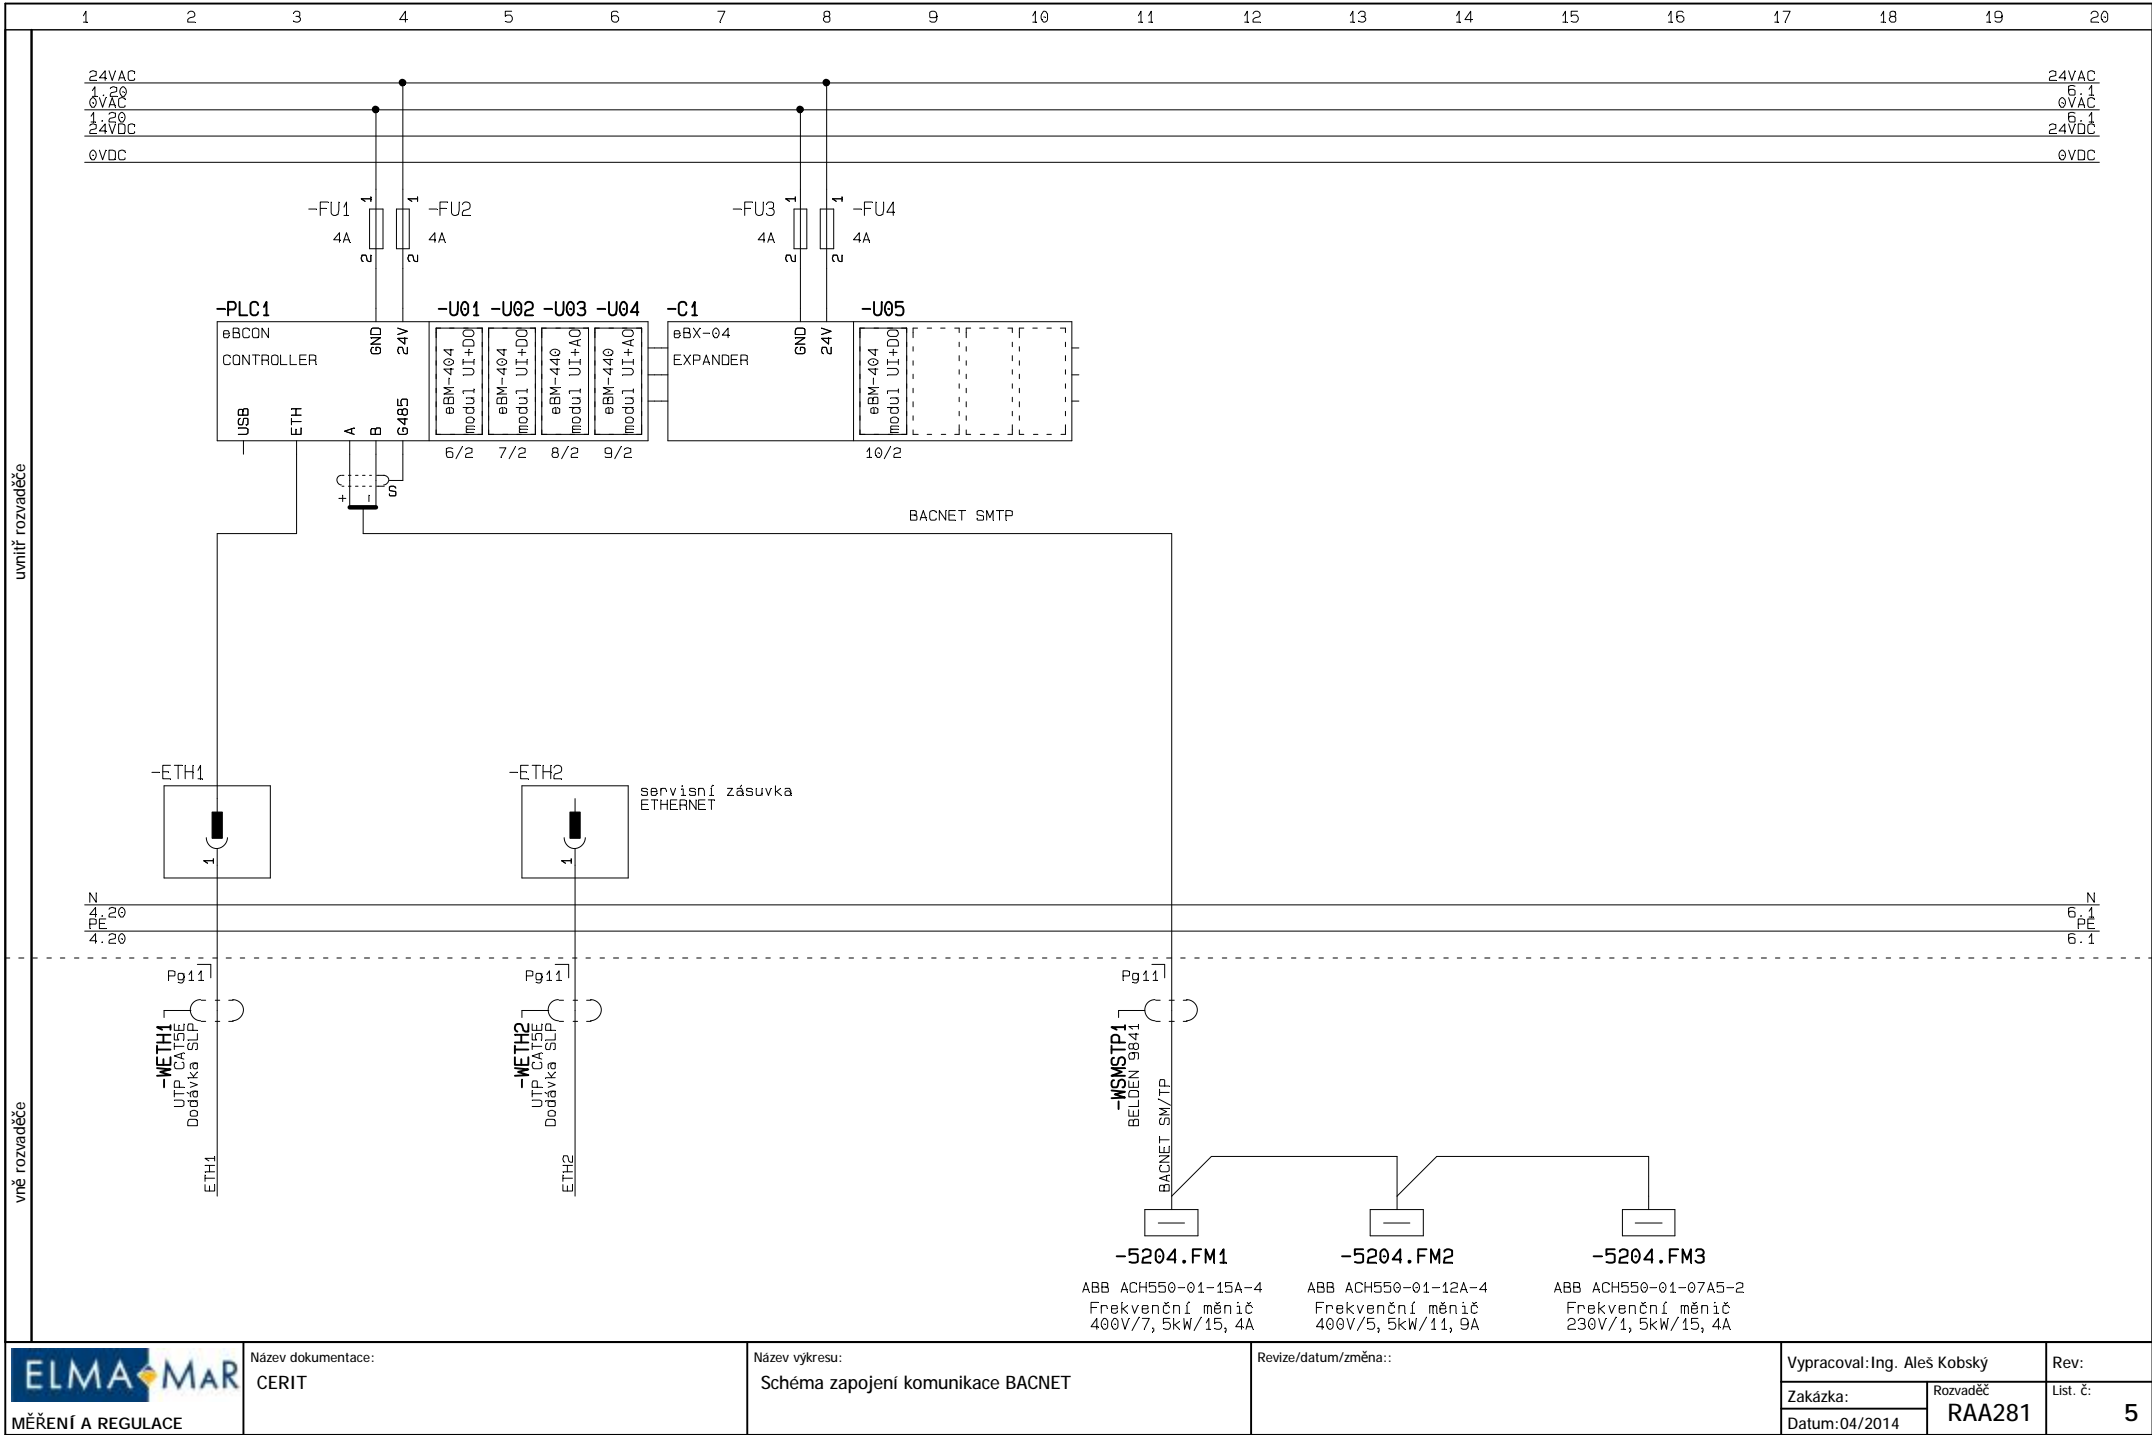 1 2 3 4 5 6 7 8 9 10 11 12 13 14 15 16 17 18 19 20
24VAC 24VAC
1.20 6.1
0VAC 0VAC
1.20 6.1
24VDC 24VDC
0VDC 0VDC
-FU1 1 1 -FU2 -FU3 1 1 -FU4
4A 4A 4A 4A
2 2 2 2
-PLC1 -U01 -U02 -U03 -U04 -C1 -U05
eBCON
CONTROLLER
GND
24V
USB
ETH
A
B
G485
eBM-404
modul UI+DO
eBM-404
modul UI+DO
eBM-440
modul UI+AO
eBM-440
modul UI+AO
eBX-04
EXPANDER
GND
24V
eBM-404
modul UI+DO
6/2 7/2 8/2 9/2 10/2
+ - S
BACNET SMTP
uvnitř rozvaděče
-ETH1
1
-ETH2
1
servisní zásuvka
ETHERNET
N N
4.20 6.1
PE PE
4.20 6.1
Pg11 Pg11 Pg11
-WETH1
UTP CAT5E
Dodávka SLP
ETH1
-WETH2
UTP CAT5E
Dodávka SLP
ETH2
-WSMSTP1
BELDEN 9841
BACNET SM/TP
vně rozvaděče
-5204.FM1
ABB ACH550-01-15A-4
Frekvenční měnič
400V/7,5kW/15,4A
-5204.FM2
ABB ACH550-01-12A-4
Frekvenční měnič
400V/5,5kW/11,9A
-5204.FM3
ABB ACH550-01-07A5-2
Frekvenční měnič
230V/1,5kW/15,4A
ELMA MAR
MĚŘENÍ A REGULACE
Název dokumentace:
CERIT
Název výkresu:
Schéma zapojení komunikace BACNET
Revize/datum/změna::
Vypracoval:Ing. Aleš Kobský
Rev:
Zakázka:
Datum:04/2014
Rozvaděč
RAA281
List. č:
5